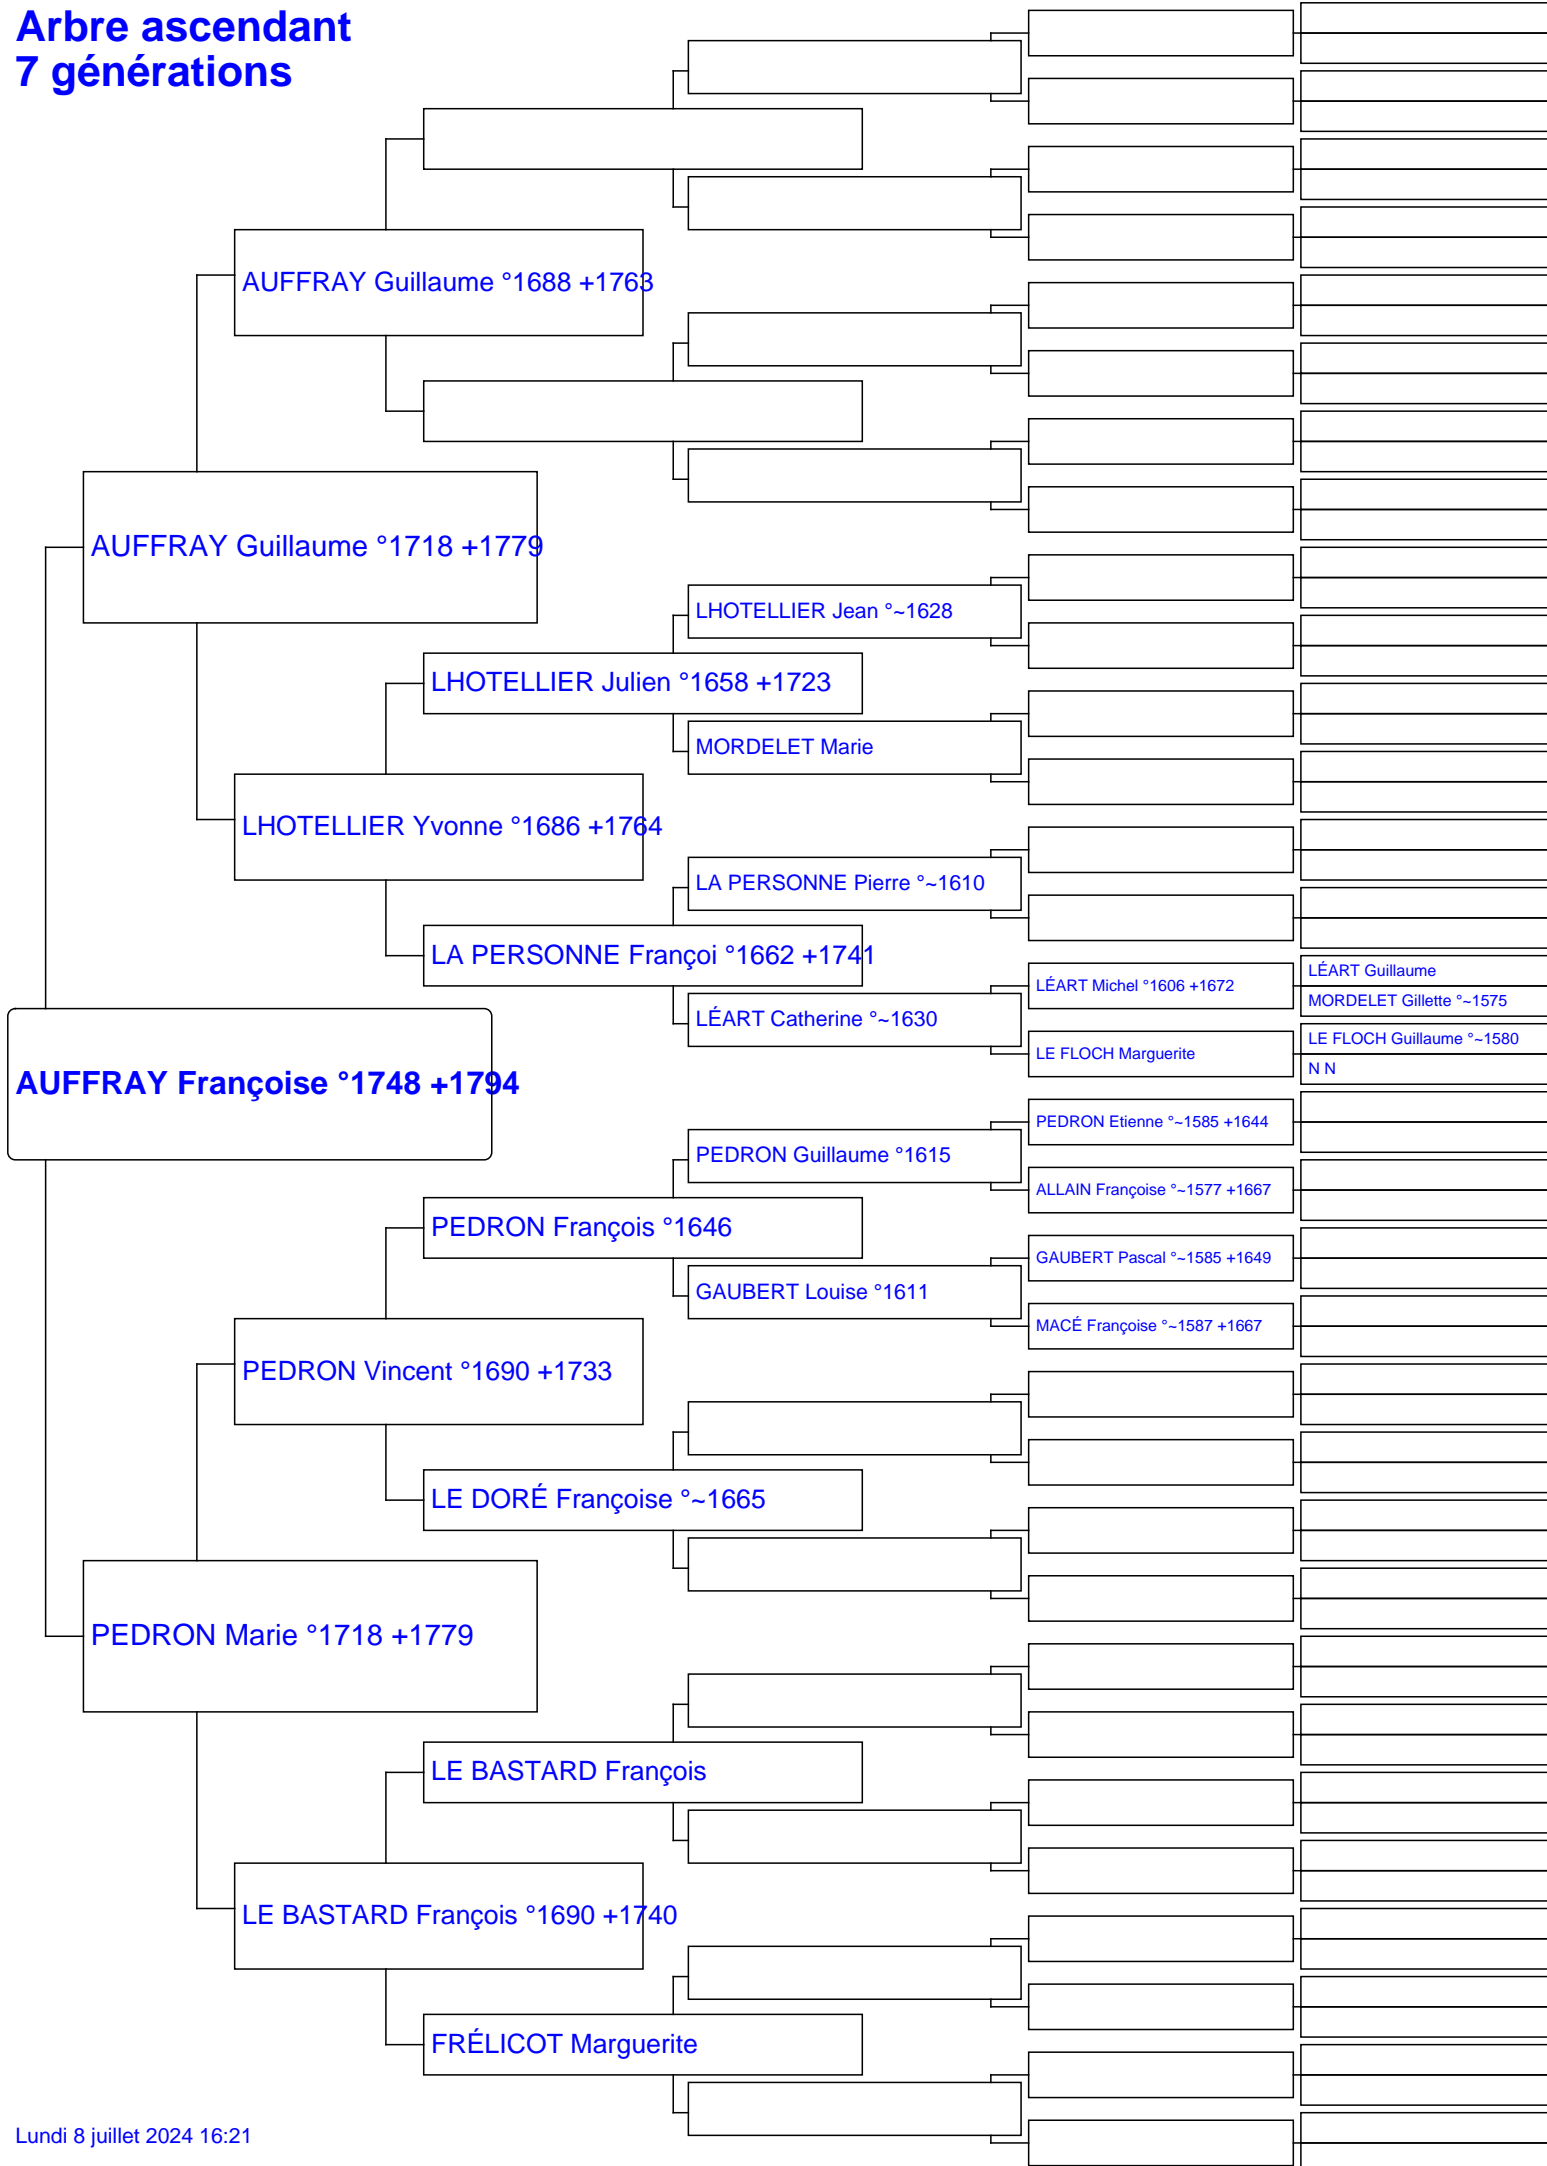 Arbre ascendant
7 générations
AUFFRAY Guillaume °1688 +1763
AUFFRAY Guillaume °1718 +1779
LHOTELLIER Jean °~1628
LHOTELLIER Julien °1658 +1723
MORDELET Marie
LHOTELLIER Yvonne °1686 +1764
LA PERSONNE Pierre °~1610
LA PERSONNE Françoi °1662 +1741
LÉART Guillaume
LÉART Michel °1606 +1672
MORDELET Gillette °~1575
LÉART Catherine °~1630
LE FLOCH Guillaume °~1580
LE FLOCH Marguerite
N N
AUFFRAY Françoise °1748 +1794
PEDRON Etienne °~1585 +1644
PEDRON Guillaume °1615
ALLAIN Françoise °~1577 +1667
PEDRON François °1646
GAUBERT Pascal °~1585 +1649
GAUBERT Louise °1611
MACÉ Françoise °~1587 +1667
PEDRON Vincent °1690 +1733
LE DORÉ Françoise °~1665
PEDRON Marie °1718 +1779
LE BASTARD François
LE BASTARD François °1690 +1740
FRÉLICOT Marguerite
Lundi 8 juillet 2024 16:21